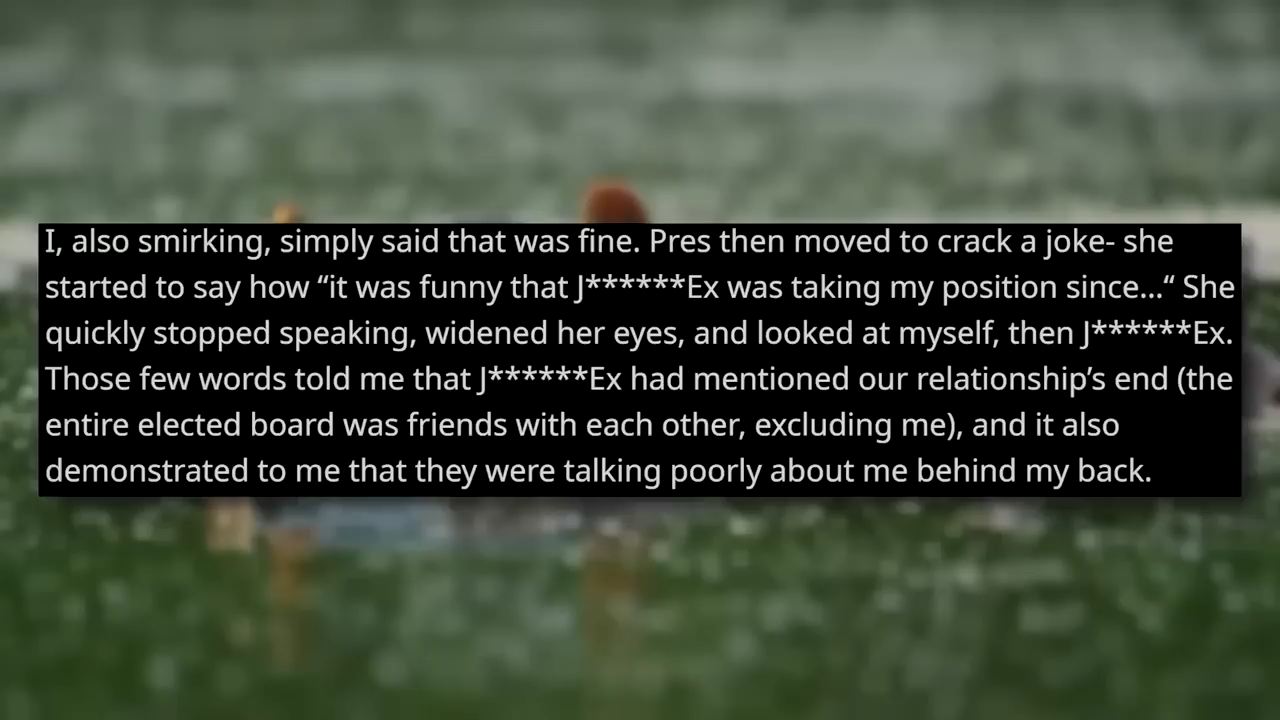 I, also smirking, simply said that was fine. Pres then moved to crack a joke- she
started to say how “it was funny that J******Ex was taking my position since...“ She
quickly stopped speaking, widened her eyes, and looked at myself, then J******Ex.
Those few words told me that J******Ex had mentioned our relationship’s end (the
entire elected board was friends with each other, excluding me), and it also
demonstrated to me that they were talking poorly about me behind my back.